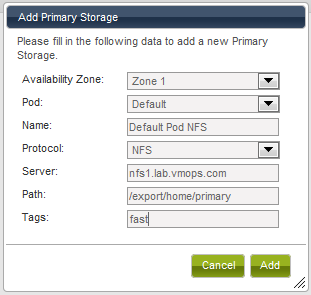 Add Primary Storage
Please fill in the following data to add a new Primary
Storage.
Availability Zone: Zone 1
Pod: Default
Name: Default Pod NFS
Protocol: NFS
Server: nfs1.lab.vmops.com
Path: /export/home/primary
Tags: fast
Cancel Add